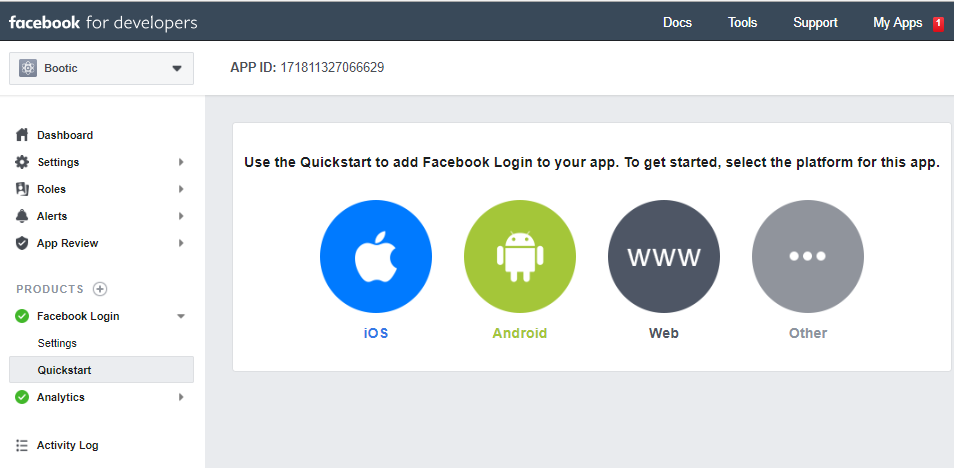 facebook for developers
Docs
Tools
Support
My Apps 1
Bootic
APP ID: 171811327066629
Dashboard
Settings
Roles
Alerts
App Review
PRODUCTS
Facebook Login
Settings
Quickstart
Analytics
Activity Log
Use the Quickstart to add Facebook Login to your app. To get started, select the platform for this app.
WWW
iOS
Android
Web
Other